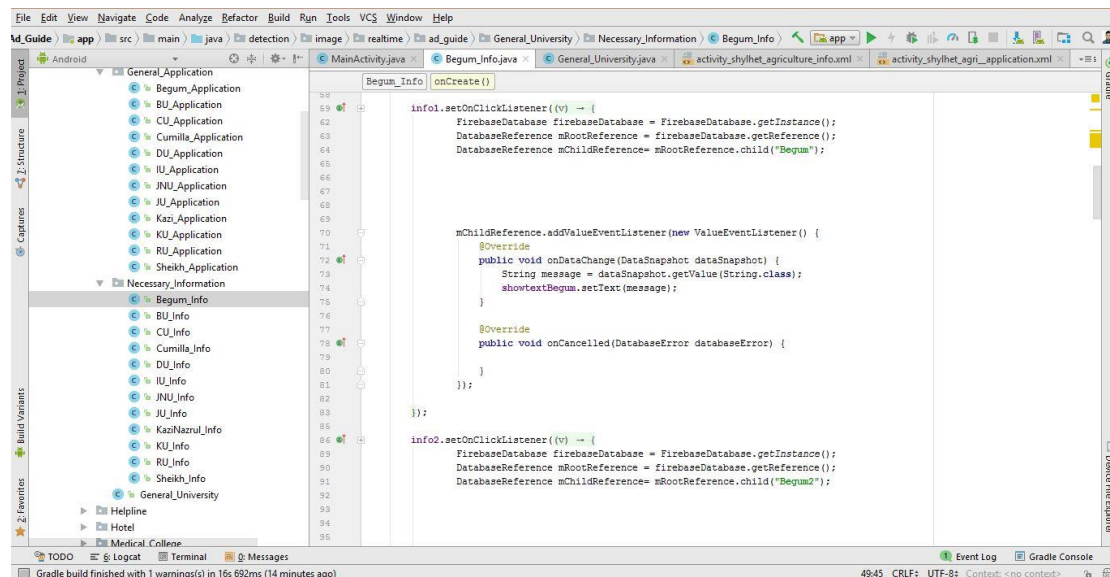 File Edit View Navigate Code Analyze Refactor Build Run Tools VCS Window Help
Ad_Guide app src main java detection image realtime ad_guide General_University Necessary_Information Begum_Info app
Android
MainActivity.java Begum_Info.java General_University.java activity_shylhet_agriculture_info.xml activity_shylhet_agri__application.xml
Begum_Info onCreate()
1: Project
Z: Structure
Captures
Build Variants
2: Favorites
General_Application
Begum_Application
BU_Application
CU_Application
Cumilla_Application
DU_Application
IU_Application
JNU_Application
JU_Application
Kazi_Application
KU_Application
RU_Application
Sheikh_Application
Necessary_Information
Begum_Info
BU_Info
CU_Info
Cumilla_Info
DU_Info
IU_Info
JNU_Info
JU_Info
KaziNazrul_Info
KU_Info
RU_Info
Sheikh_Info
General_University
Helpline
Hotel
Medical_College
58
59 info1.setOnClickListener((v) → {
62 FirebaseDatabase firebaseDatabase = FirebaseDatabase.getInstance();
63 DatabaseReference mRootReference = firebaseDatabase.getReference();
64 DatabaseReference mChildReference= mRootReference.child("Begum");
65
66
67
68
69
70 mChildReference.addValueEventListener(new ValueEventListener() {
71 @Override
72 public void onDataChange(DataSnapshot dataSnapshot) {
73 String message = dataSnapshot.getValue(String.class);
74 showtextBegum.setText(message);
75 }
76
77 @Override
78 public void onCancelled(DatabaseError databaseError) {
79
80 }
81 });
82
83 });
85
86 info2.setOnClickListener((v) → {
89 FirebaseDatabase firebaseDatabase = FirebaseDatabase.getInstance();
90 DatabaseReference mRootReference = firebaseDatabase.getReference();
91 DatabaseReference mChildReference= mRootReference.child("Begum2");
92
93
94
95
Gradle
Device File Explorer
TODO 6: Logcat Terminal 0: Messages 1 Event Log Gradle Console
Gradle build finished with 1 warnings(s) in 16s 692ms (14 minutes ago) 49:45 CRLF÷ UTF-8÷ Context: <no context>